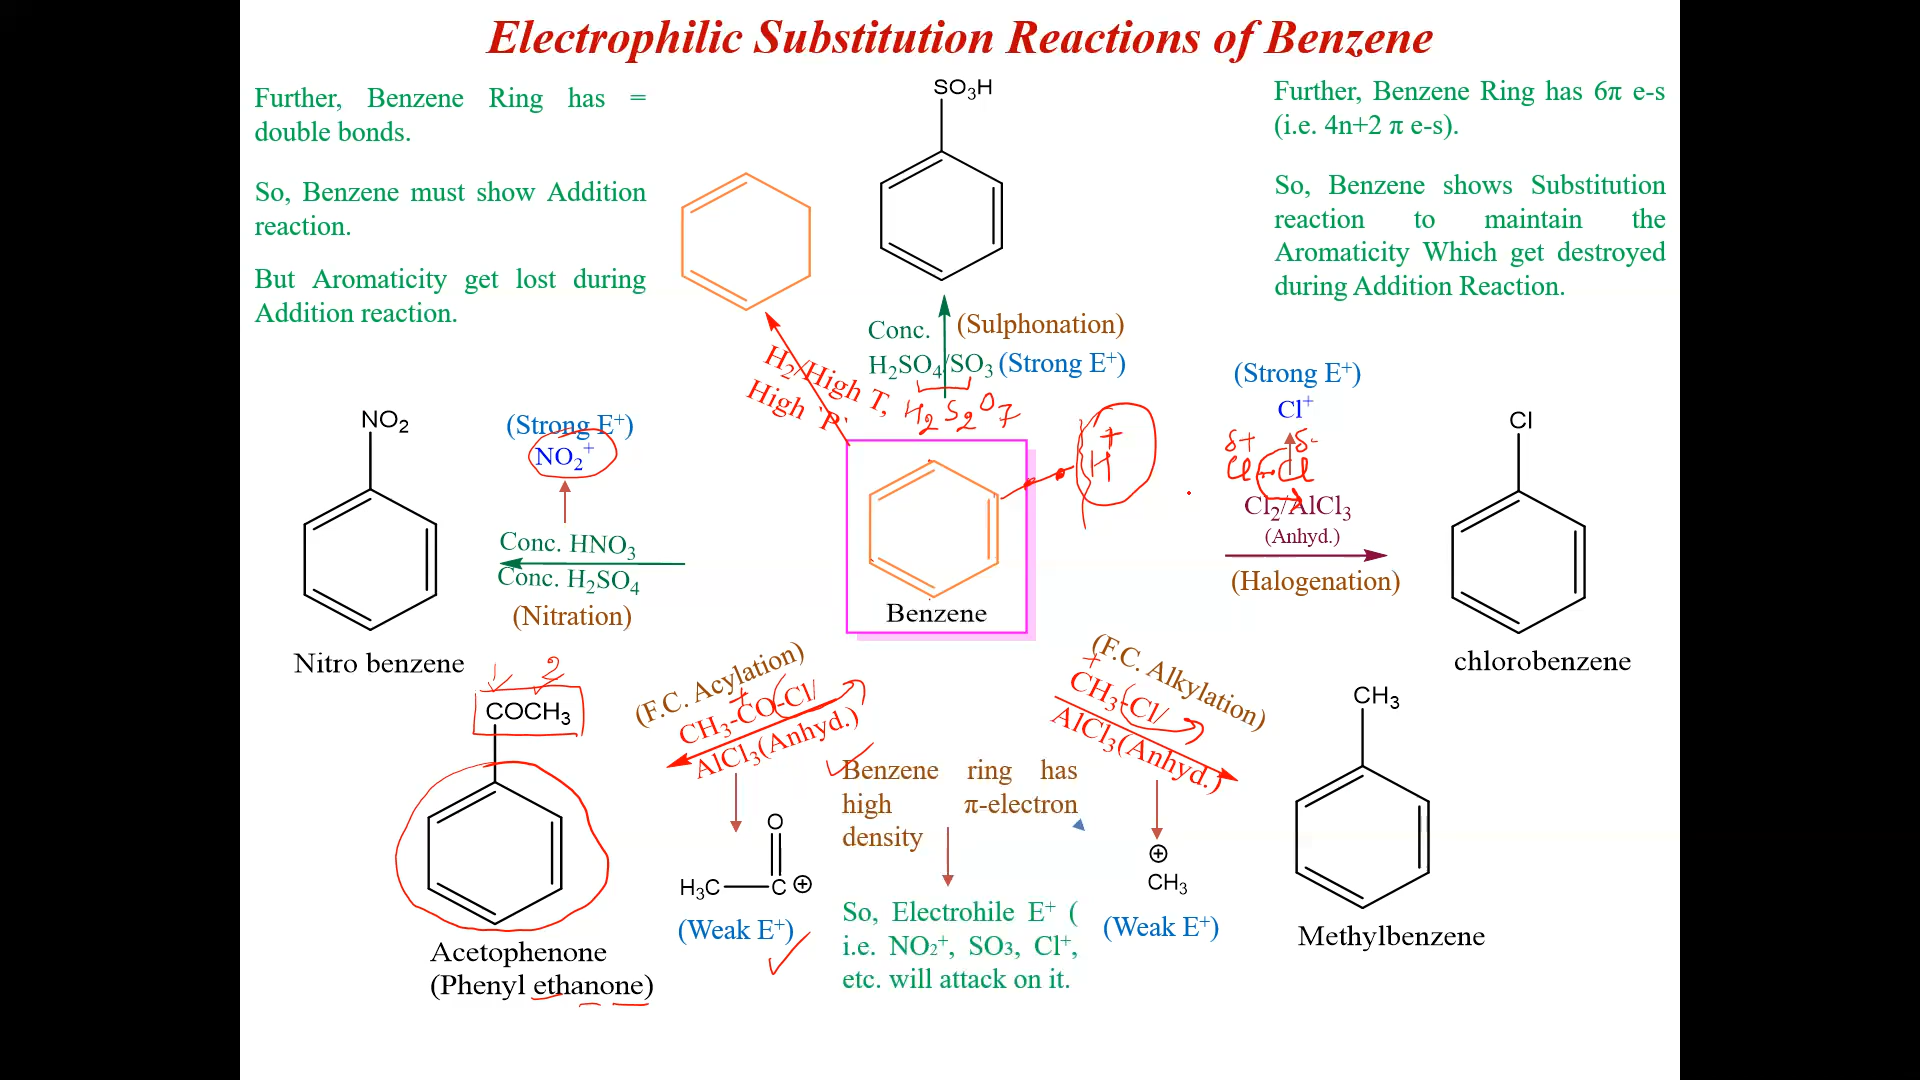 Electrophilic Substitution Reactions of Benzene
Further, Benzene Ring has =
double bonds.
So, Benzene must show Addition
reaction.
But Aromaticity get lost during
Addition reaction.
SO₃H
Further, Benzene Ring has 6π e-s
(i.e. 4n+2 π e-s).
So, Benzene shows Substitution
reaction to maintain the
Aromaticity Which get destroyed
during Addition Reaction.
Conc. (Sulphonation)
H₂SO₄/SO₃ (Strong E⁺)
H₂S₂O₇
H₂/High T,
High 'P'
NO₂
(Strong E⁺)
NO₂⁺
Conc. HNO₃
Conc. H₂SO₄
(Nitration)
Nitro benzene
Benzene
+
H
(Strong E⁺)
Cl⁺
δ+ δ-
Cl-Cl
Cl₂/AlCl₃
(Anhyd.)
(Halogenation)
Cl
chlorobenzene
1 2
COCH₃
Acetophenone
(Phenyl ethanone)
(F.C. Acylation)
+
CH₃-CO-Cl/
AlCl₃(Anhyd.)
O
H₃C C ⊕
(Weak E⁺)
Benzene ring has
high π-electron
density
So, Electrohile E⁺ (
i.e. NO₂⁺, SO₃, Cl⁺,
etc. will attack on it.
(F.C. Alkylation)
+
CH₃-Cl/
AlCl₃(Anhyd.)
⊕
CH₃
(Weak E⁺)
CH₃
Methylbenzene